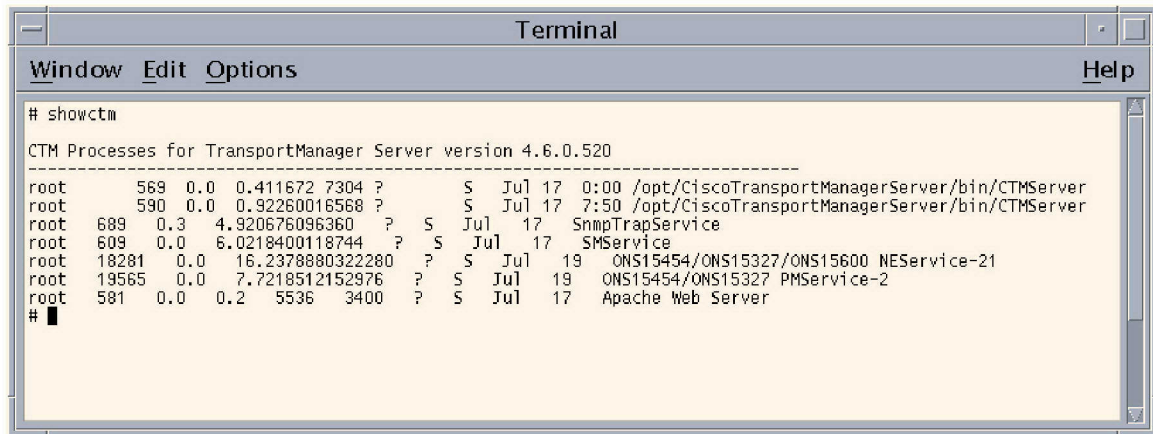 Terminal
Window Edit Options Help
# showctm
CTM Processes for TransportManager Server version 4.6.0.520
-------------------------------------------------------------------------------
root 569 0.0 0.411672 7304 ? S Jul 17 0:00 /opt/CiscoTransportManagerServer/bin/CTMServer
root 590 0.0 0.92260016568 ? S Jul 17 7:50 /opt/CiscoTransportManagerServer/bin/CTMServer
root 689 0.3 4.920676096360 ? S Jul 17 SnmpTrapService
root 609 0.0 6.0218400118744 ? S Jul 17 SMService
root 18281 0.0 16.2378880322280 ? S Jul 19 ONS15454/ONS15327/ONS15600 NEService-21
root 19565 0.0 7.7218512152976 ? S Jul 19 ONS15454/ONS15327 PMService-2
root 581 0.0 0.2 5536 3400 ? S Jul 17 Apache Web Server
#